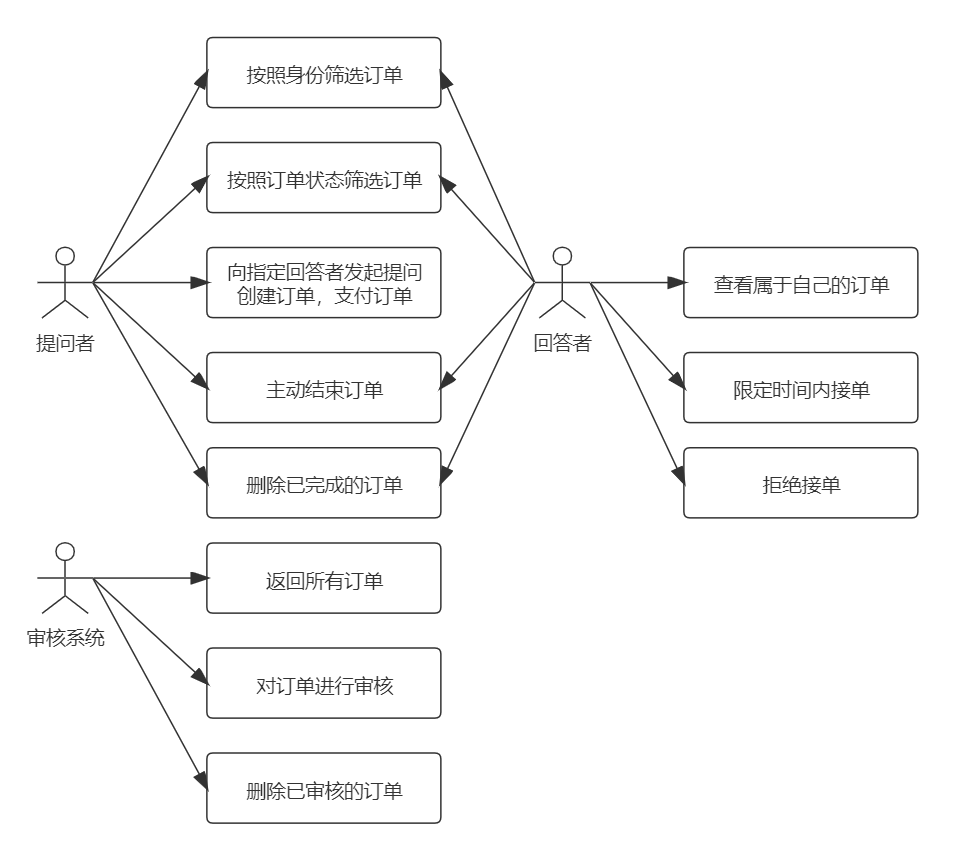 按照身份筛选订单
按照订单状态筛选订单
向指定回答者发起提问
创建订单，支付订单
查看属于自己的订单
提问者
回答者
主动结束订单
限定时间内接单
删除已完成的订单
拒绝接单
返回所有订单
审核系统
对订单进行审核
删除已审核的订单